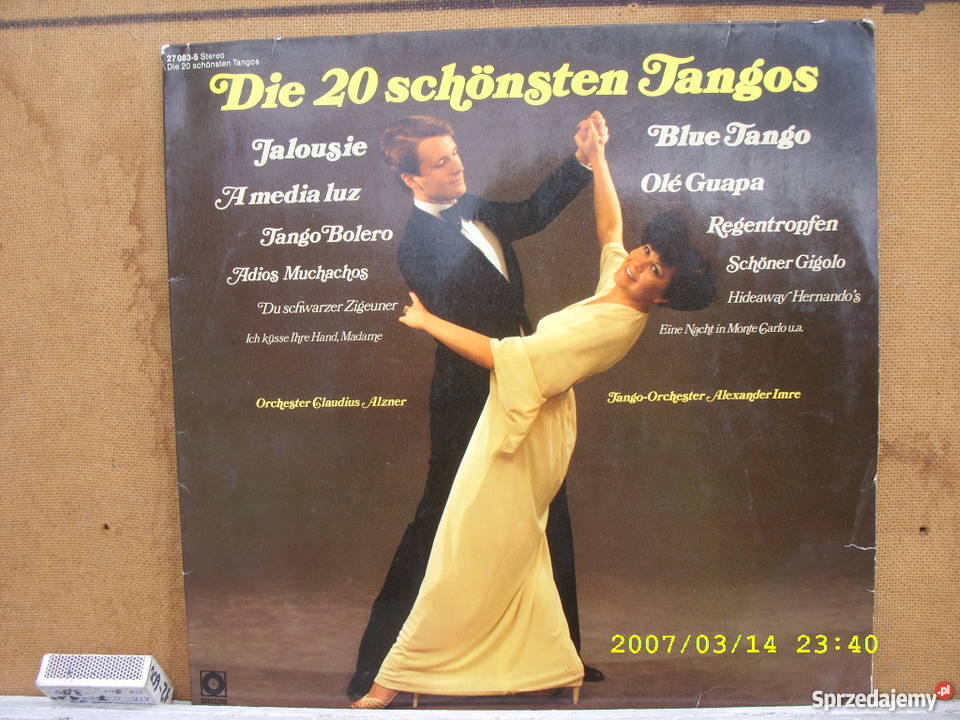 27 083-5 Stereo
Die 20 schönsten Tangos
Die 20 schönsten Tangos
Jalousie
A media luz
Tango Bolero
Adios Muchachos
Du schwarzer Zigeuner
Ich küsse Ihre Hand, Madame
Orchester Claudius Alzner
Blue Tango
Olé Guapa
Regentropfen
Schöner Gigolo
Hideaway Hernando's
Eine Nacht in Monte Carlo u.a.
Tango-Orchester Alexander Imre
2007/03/14 23:40
Sprzedajemy.pl